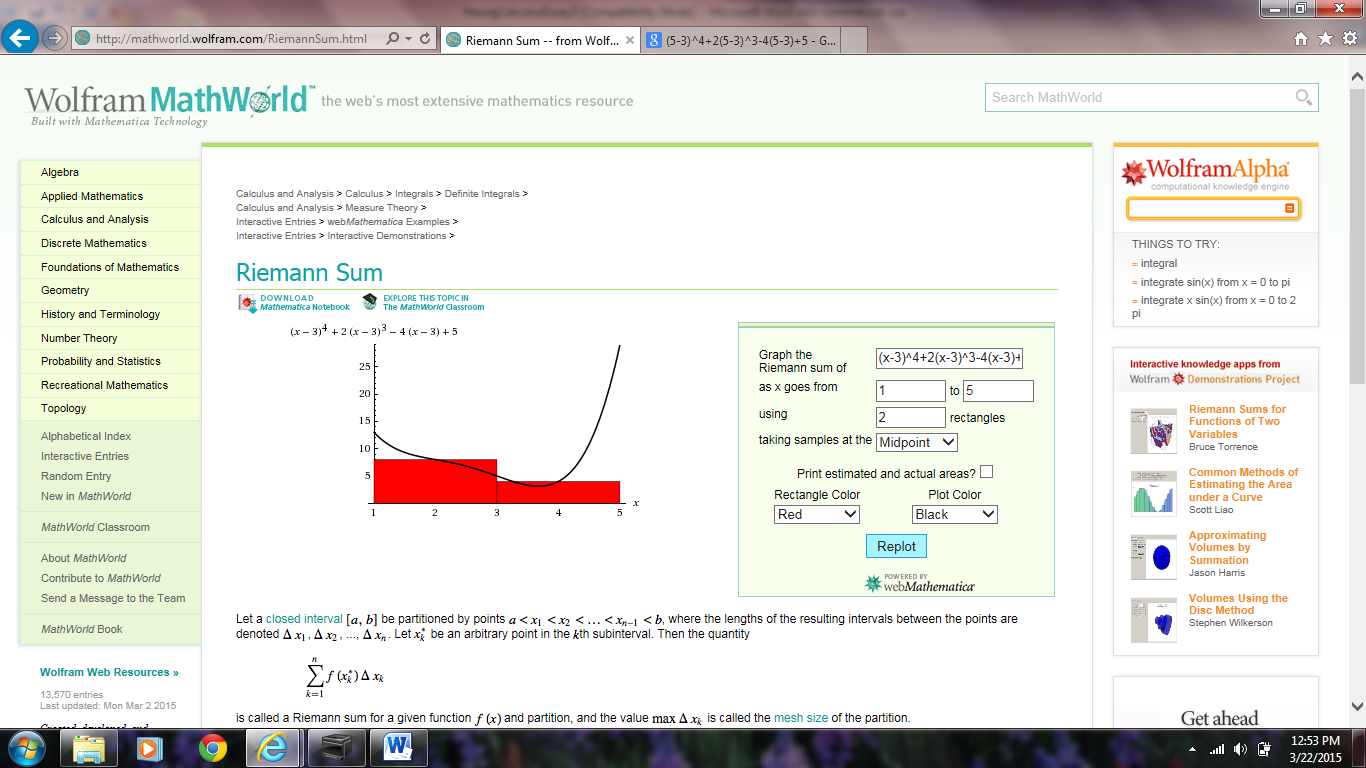 http://mathworld.wolfram.com/RiemannSum.html
Riemann Sum -- from Wolf...
(5-3)^4+2(5-3)^3-4(5-3)+5 - G...
Wolfram MathWorld™ the web's most extensive mathematics resource
Built with Mathematica Technology
Search MathWorld
Algebra
Applied Mathematics
Calculus and Analysis
Discrete Mathematics
Foundations of Mathematics
Geometry
History and Terminology
Number Theory
Probability and Statistics
Recreational Mathematics
Topology
Alphabetical Index
Interactive Entries
Random Entry
New in MathWorld
MathWorld Classroom
About MathWorld
Contribute to MathWorld
Send a Message to the Team
MathWorld Book
Wolfram Web Resources »
13,570 entries
Last updated: Mon Mar 2 2015
Created, developed, and
Calculus and Analysis > Calculus > Integrals > Definite Integrals >
Calculus and Analysis > Measure Theory >
Interactive Entries > webMathematica Examples >
Interactive Entries > Interactive Demonstrations >
Riemann Sum
DOWNLOAD
Mathematica Notebook
EXPLORE THIS TOPIC IN
The MathWorld Classroom
(x − 3)⁴ + 2 (x − 3)³ − 4 (x − 3) + 5
25
20
15
10
5
1 2 3 4 5 x
Graph the
Riemann sum of
(x-3)^4+2(x-3)^3-4(x-3)+
as x goes from 1 to 5
using 2 rectangles
taking samples at the Midpoint
Print estimated and actual areas?
Rectangle Color Plot Color
Red Black
Replot
POWERED BY
webMathematica
Let a closed interval [a, b] be partitioned by points a < x₁ < x₂ < … < xₙ₋₁ < b, where the lengths of the resulting intervals between the points are
denoted Δ x₁, Δ x₂, ..., Δ xₙ. Let xₖ* be an arbitrary point in the kth subinterval. Then the quantity
n
∑ f (xₖ*) Δ xₖ
k=1
is called a Riemann sum for a given function f (x) and partition, and the value max Δ xₖ is called the mesh size of the partition.
WolframAlpha
computational knowledge engine
THINGS TO TRY:
= integral
= integrate sin(x) from x = 0 to pi
= integrate x sin(x) from x = 0 to 2
pi
Interactive knowledge apps from
Wolfram Demonstrations Project
Riemann Sums for
Functions of Two
Variables
Bruce Torrence
Common Methods of
Estimating the Area
under a Curve
Scott Liao
Approximating
Volumes by
Summation
Jason Harris
Volumes Using the
Disc Method
Stephen Wilkerson
Get ahead
12:53 PM
3/22/2015